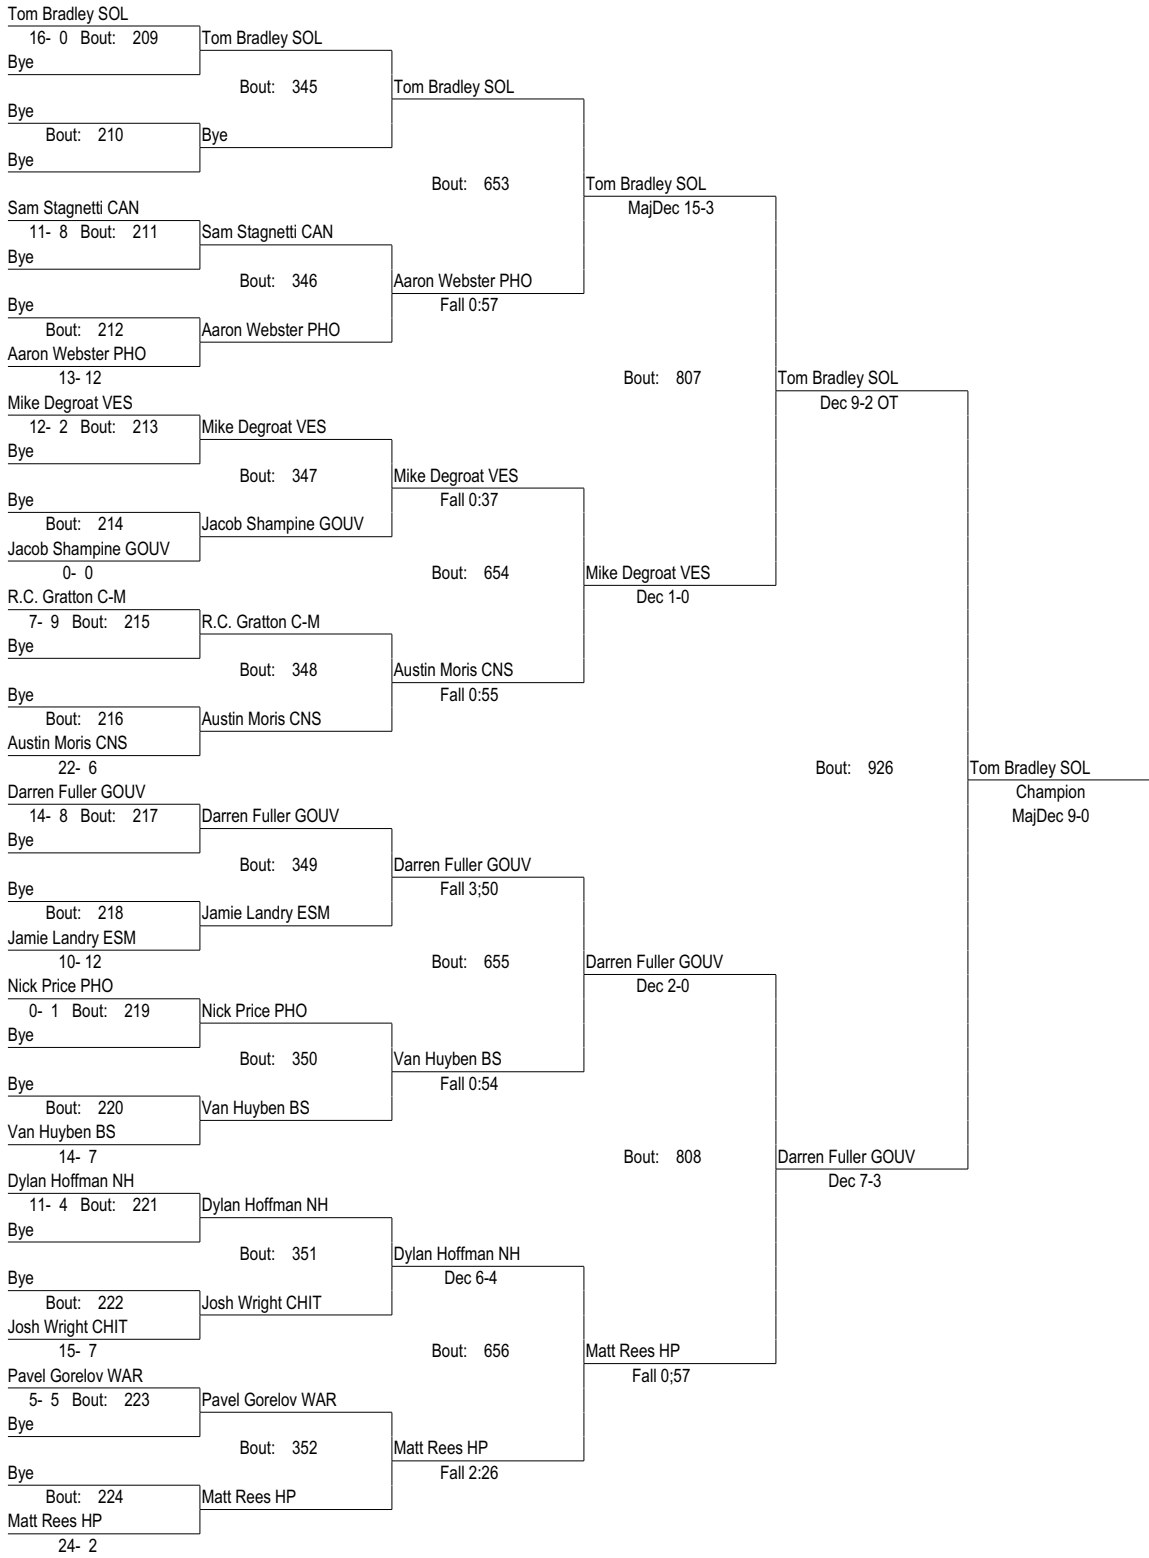 Tom Bradley SOL
16- 0 Bout: 209 Tom Bradley SOL
Bye
Bout: 345 Tom Bradley SOL
Bye
Bout: 210 Bye
Bye
Bout: 653 Tom Bradley SOL
Sam Stagnetti CAN MajDec 15-3
11- 8 Bout: 211 Sam Stagnetti CAN
Bye
Bout: 346 Aaron Webster PHO
Bye Fall 0:57
Bout: 212 Aaron Webster PHO
Aaron Webster PHO
13- 12 Bout: 807 Tom Bradley SOL
Mike Degroat VES Dec 9-2 OT
12- 2 Bout: 213 Mike Degroat VES
Bye
Bout: 347 Mike Degroat VES
Bye Fall 0:37
Bout: 214 Jacob Shampine GOUV
Jacob Shampine GOUV
0- 0 Bout: 654 Mike Degroat VES
R.C. Gratton C-M Dec 1-0
7- 9 Bout: 215 R.C. Gratton C-M
Bye
Bout: 348 Austin Moris CNS
Bye Fall 0:55
Bout: 216 Austin Moris CNS
Austin Moris CNS
22- 6 Bout: 926 Tom Bradley SOL
Darren Fuller GOUV Champion
14- 8 Bout: 217 Darren Fuller GOUV MajDec 9-0
Bye
Bout: 349 Darren Fuller GOUV
Bye Fall 3;50
Bout: 218 Jamie Landry ESM
Jamie Landry ESM
10- 12 Bout: 655 Darren Fuller GOUV
Nick Price PHO Dec 2-0
0- 1 Bout: 219 Nick Price PHO
Bye
Bout: 350 Van Huyben BS
Bye Fall 0:54
Bout: 220 Van Huyben BS
Van Huyben BS
14- 7 Bout: 808 Darren Fuller GOUV
Dylan Hoffman NH Dec 7-3
11- 4 Bout: 221 Dylan Hoffman NH
Bye
Bout: 351 Dylan Hoffman NH
Bye Dec 6-4
Bout: 222 Josh Wright CHIT
Josh Wright CHIT
15- 7 Bout: 656 Matt Rees HP
Pavel Gorelov WAR Fall 0;57
5- 5 Bout: 223 Pavel Gorelov WAR
Bye
Bout: 352 Matt Rees HP
Bye Fall 2:26
Bout: 224 Matt Rees HP
Matt Rees HP
24- 2